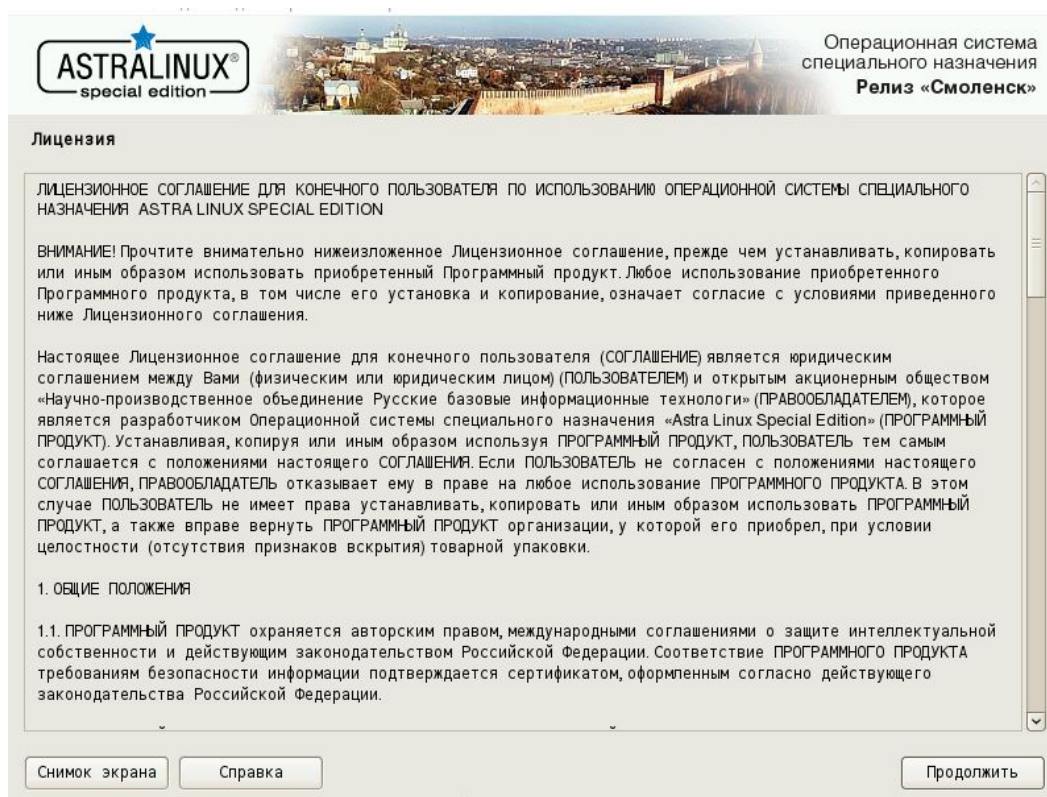 ASTRALINUX®
special edition
Операционная система
специального назначения
Релиз «Смоленск»
Лицензия
ЛИЦЕНЗИОННОЕ СОГЛАШЕНИЕ ДЛЯ КОНЕЧНОГО ПОЛЬЗОВАТЕЛЯ ПО ИСПОЛЬЗОВАНИЮ ОПЕРАЦИОННОЙ СИСТЕМЫ СПЕЦИАЛЬНОГО
НАЗНАЧЕНИЯ ASTRA LINUX SPECIAL EDITION
ВНИМАНИЕ! Прочтите внимательно нижеизложенное Лицензионное соглашение, прежде чем устанавливать, копировать
или иным образом использовать приобретенный Программный продукт. Любое использование приобретенного
Программного продукта, в том числе его установка и копирование, означает согласие с условиями приведенного
ниже Лицензионного соглашения.
Настоящее Лицензионное соглашение для конечного пользователя (СОГЛАШЕНИЕ) является юридическим
соглашением между Вами (физическим или юридическим лицом) (ПОЛЬЗОВАТЕЛЕМ) и открытым акционерным обществом
«Научно-производственное объединение Русские базовые информационные технологи» (ПРАВООБЛАДАТЕЛЕМ), которое
является разработчиком Операционной системы специального назначения «Astra Linux Special Edition» (ПРОГРАММНЫЙ
ПРОДУКТ). Устанавливая, копируя или иным образом используя ПРОГРАММНЫЙ ПРОДУКТ, ПОЛЬЗОВАТЕЛЬ тем самым
соглашается с положениями настоящего СОГЛАШЕНИЯ. Если ПОЛЬЗОВАТЕЛЬ не согласен с положениями настоящего
СОГЛАШЕНИЯ, ПРАВООБЛАДАТЕЛЬ отказывает ему в праве на любое использование ПРОГРАММНОГО ПРОДУКТА. В этом
случае ПОЛЬЗОВАТЕЛЬ не имеет права устанавливать, копировать или иным образом использовать ПРОГРАММНЫЙ
ПРОДУКТ, а также вправе вернуть ПРОГРАММНЫЙ ПРОДУКТ организации, у которой его приобрел, при условии
целостности (отсутствия признаков вскрытия) товарной упаковки.
1. ОБЩИЕ ПОЛОЖЕНИЯ
1.1. ПРОГРАММНЫЙ ПРОДУКТ охраняется авторским правом, международными соглашениями о защите интеллектуальной
собственности и действующим законодательством Российской Федерации. Соответствие ПРОГРАММНОГО ПРОДУКТА
требованиям безопасности информации подтверждается сертификатом, оформленным согласно действующего
законодательства Российской Федерации.
Снимок экрана
Справка
Продолжить